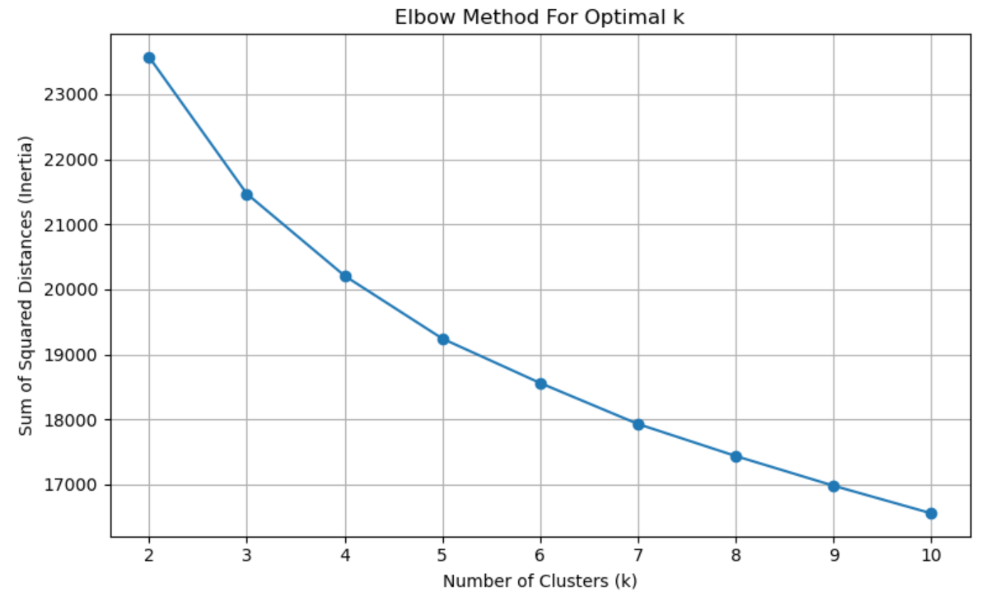 Elbow Method For Optimal k
Sum of Squared Distances (Inertia)
23000
22000
21000
20000
19000
18000
17000
2 3 4 5 6 7 8 9 10
Number of Clusters (k)